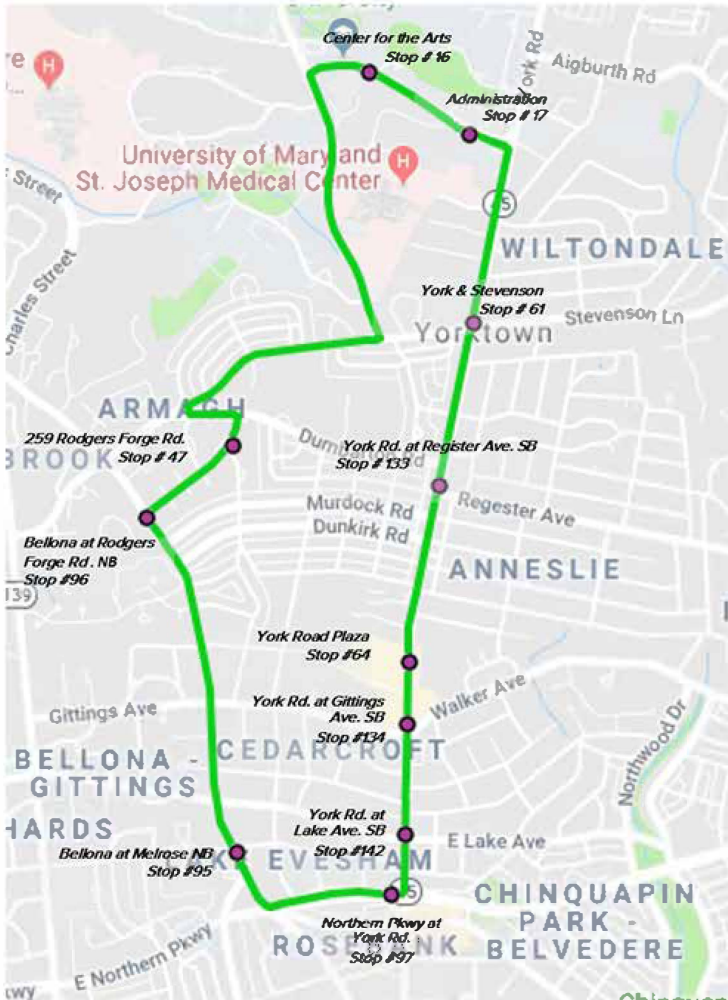 Center for the Arts
Stop # 16
York Rd
Aigburth Rd
re
H
...
Administration
Stop # 17
University of Maryland
St. Joseph Medical Center
H
Street
Charles Street
WILTONDALE
York & Stevenson
Stop # 61
Stevenson Ln
Yorktown
ARMAGH
259 Rodgers Forge Rd.
Stop # 47
BROOK
York Rd. at Register Ave. SB
Stop # 133
Murdock Rd
Dunkirk Rd
Regester Ave
Bellona at Rodgers
Forge Rd. NB
Stop #96
139
ANNESLIE
York Road Plaza
Stop #64
York Rd. at Gittings
Ave. SB
Stop #134
Walker Ave
Gittings Ave
CEDARCROFT
BELLONA -
GITTINGS
Northwood Dr
HARDS
York Rd. at
Lake Ave. SB
Stop #142
E Lake Ave
Bellona at Melrose NB
Stop #95
LAKE EVESHAM
CHINQUAPIN
PARK -
BELVEDERE
Northern Pkwy at
York Rd.
Stop #97
ROSEBANK
E Northern Pkwy
kwy